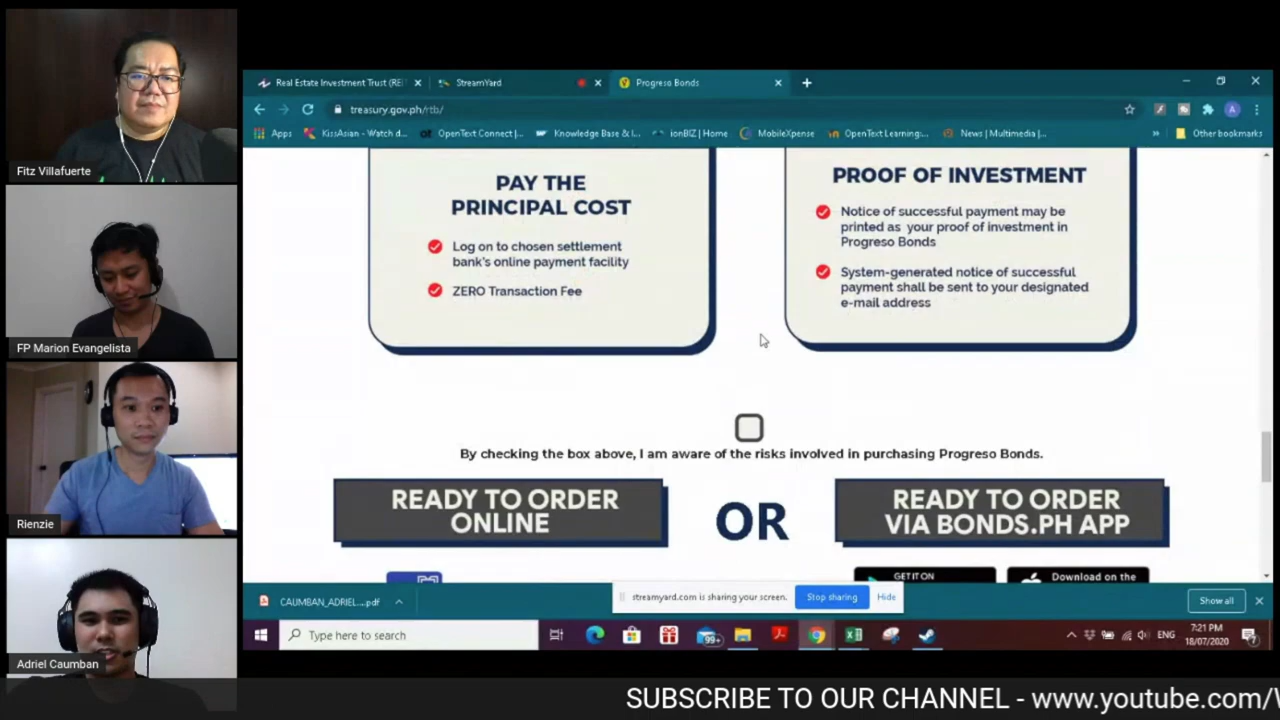 Fitz Villafuerte
FP Marion Evangelista
Rienzie
Adriel Caumban
Real Estate Investment Trust (REI
StreamYard
Progreso Bonds
treasury.gov.ph/rtb/
A
Apps
KissAsian - Watch d...
OpenText Connect |...
Knowledge Base & I...
ionBIZ | Home
MobileXpense
OpenText Learning:...
News | Multimedia |...
Other bookmarks
PAY THE
PRINCIPAL COST
Log on to chosen settlement
bank's online payment facility
ZERO Transaction Fee
PROOF OF INVESTMENT
Notice of successful payment may be
printed as your proof of investment in
Progreso Bonds
System-generated notice of successful
payment shall be sent to your designated
e-mail address
By checking the box above, I am aware of the risks involved in purchasing Progreso Bonds.
READY TO ORDER
ONLINE
OR
READY TO ORDER
VIA BONDS.PH APP
GET IT ON
Download on the
streamyard.com is sharing your screen.
Stop sharing
Hide
CAUMBAN_ADRIEL....pdf
Show all
Type here to search
99+
ENG
7:21 PM
18/07/2020
SUBSCRIBE TO OUR CHANNEL - www.youtube.com/